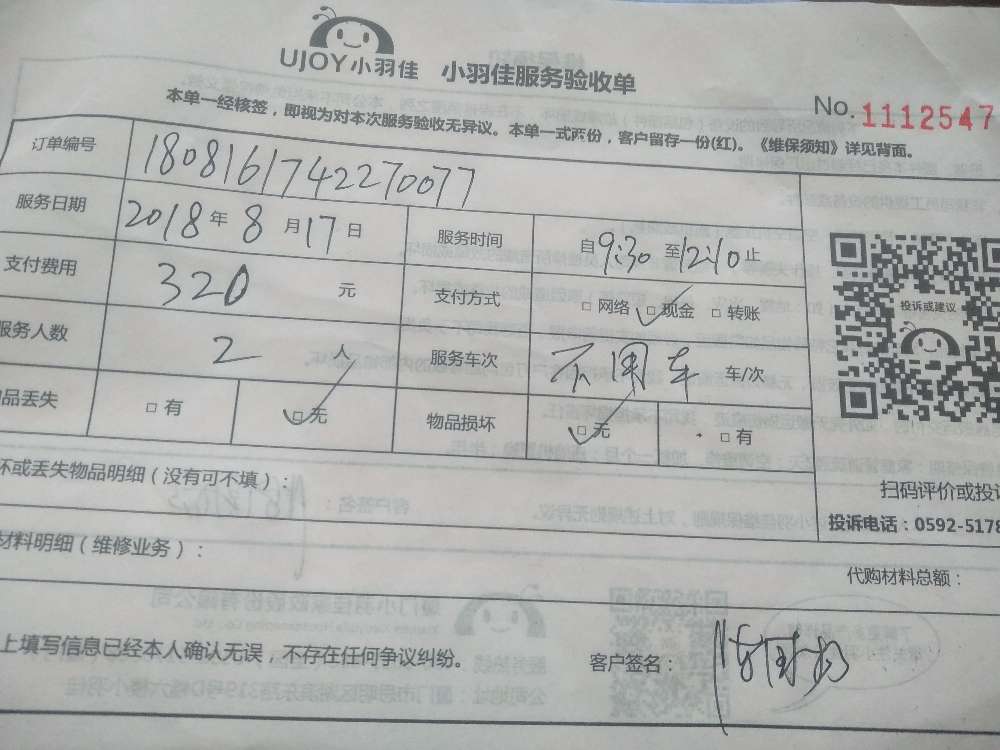 UJOY小羽佳 小羽佳服务验收单
No. 1112547
本单一经核签，即视为对本次服务验收无异议。本单一式两份，客户留存一份(红)。《维保须知》详见背面。
订单编号 1808161742270077
服务日期 2018年8月17日 服务时间 自9:30至12:10止
支付费用 320元 支付方式 □网络 ☑现金 □转账
服务人数 2人 服务车次 不用车 车/次
品丢失 □有 ☑无 物品损坏 ☑无 □有
投诉或建议
坏或丢失物品明细（没有可不填）：
扫码评价或投诉
投诉电话：0592-5178
材料明细（维修业务）：
代购材料总额：
上填写信息已经本人确认无误，不存在任何争议纠纷。 客户签名：